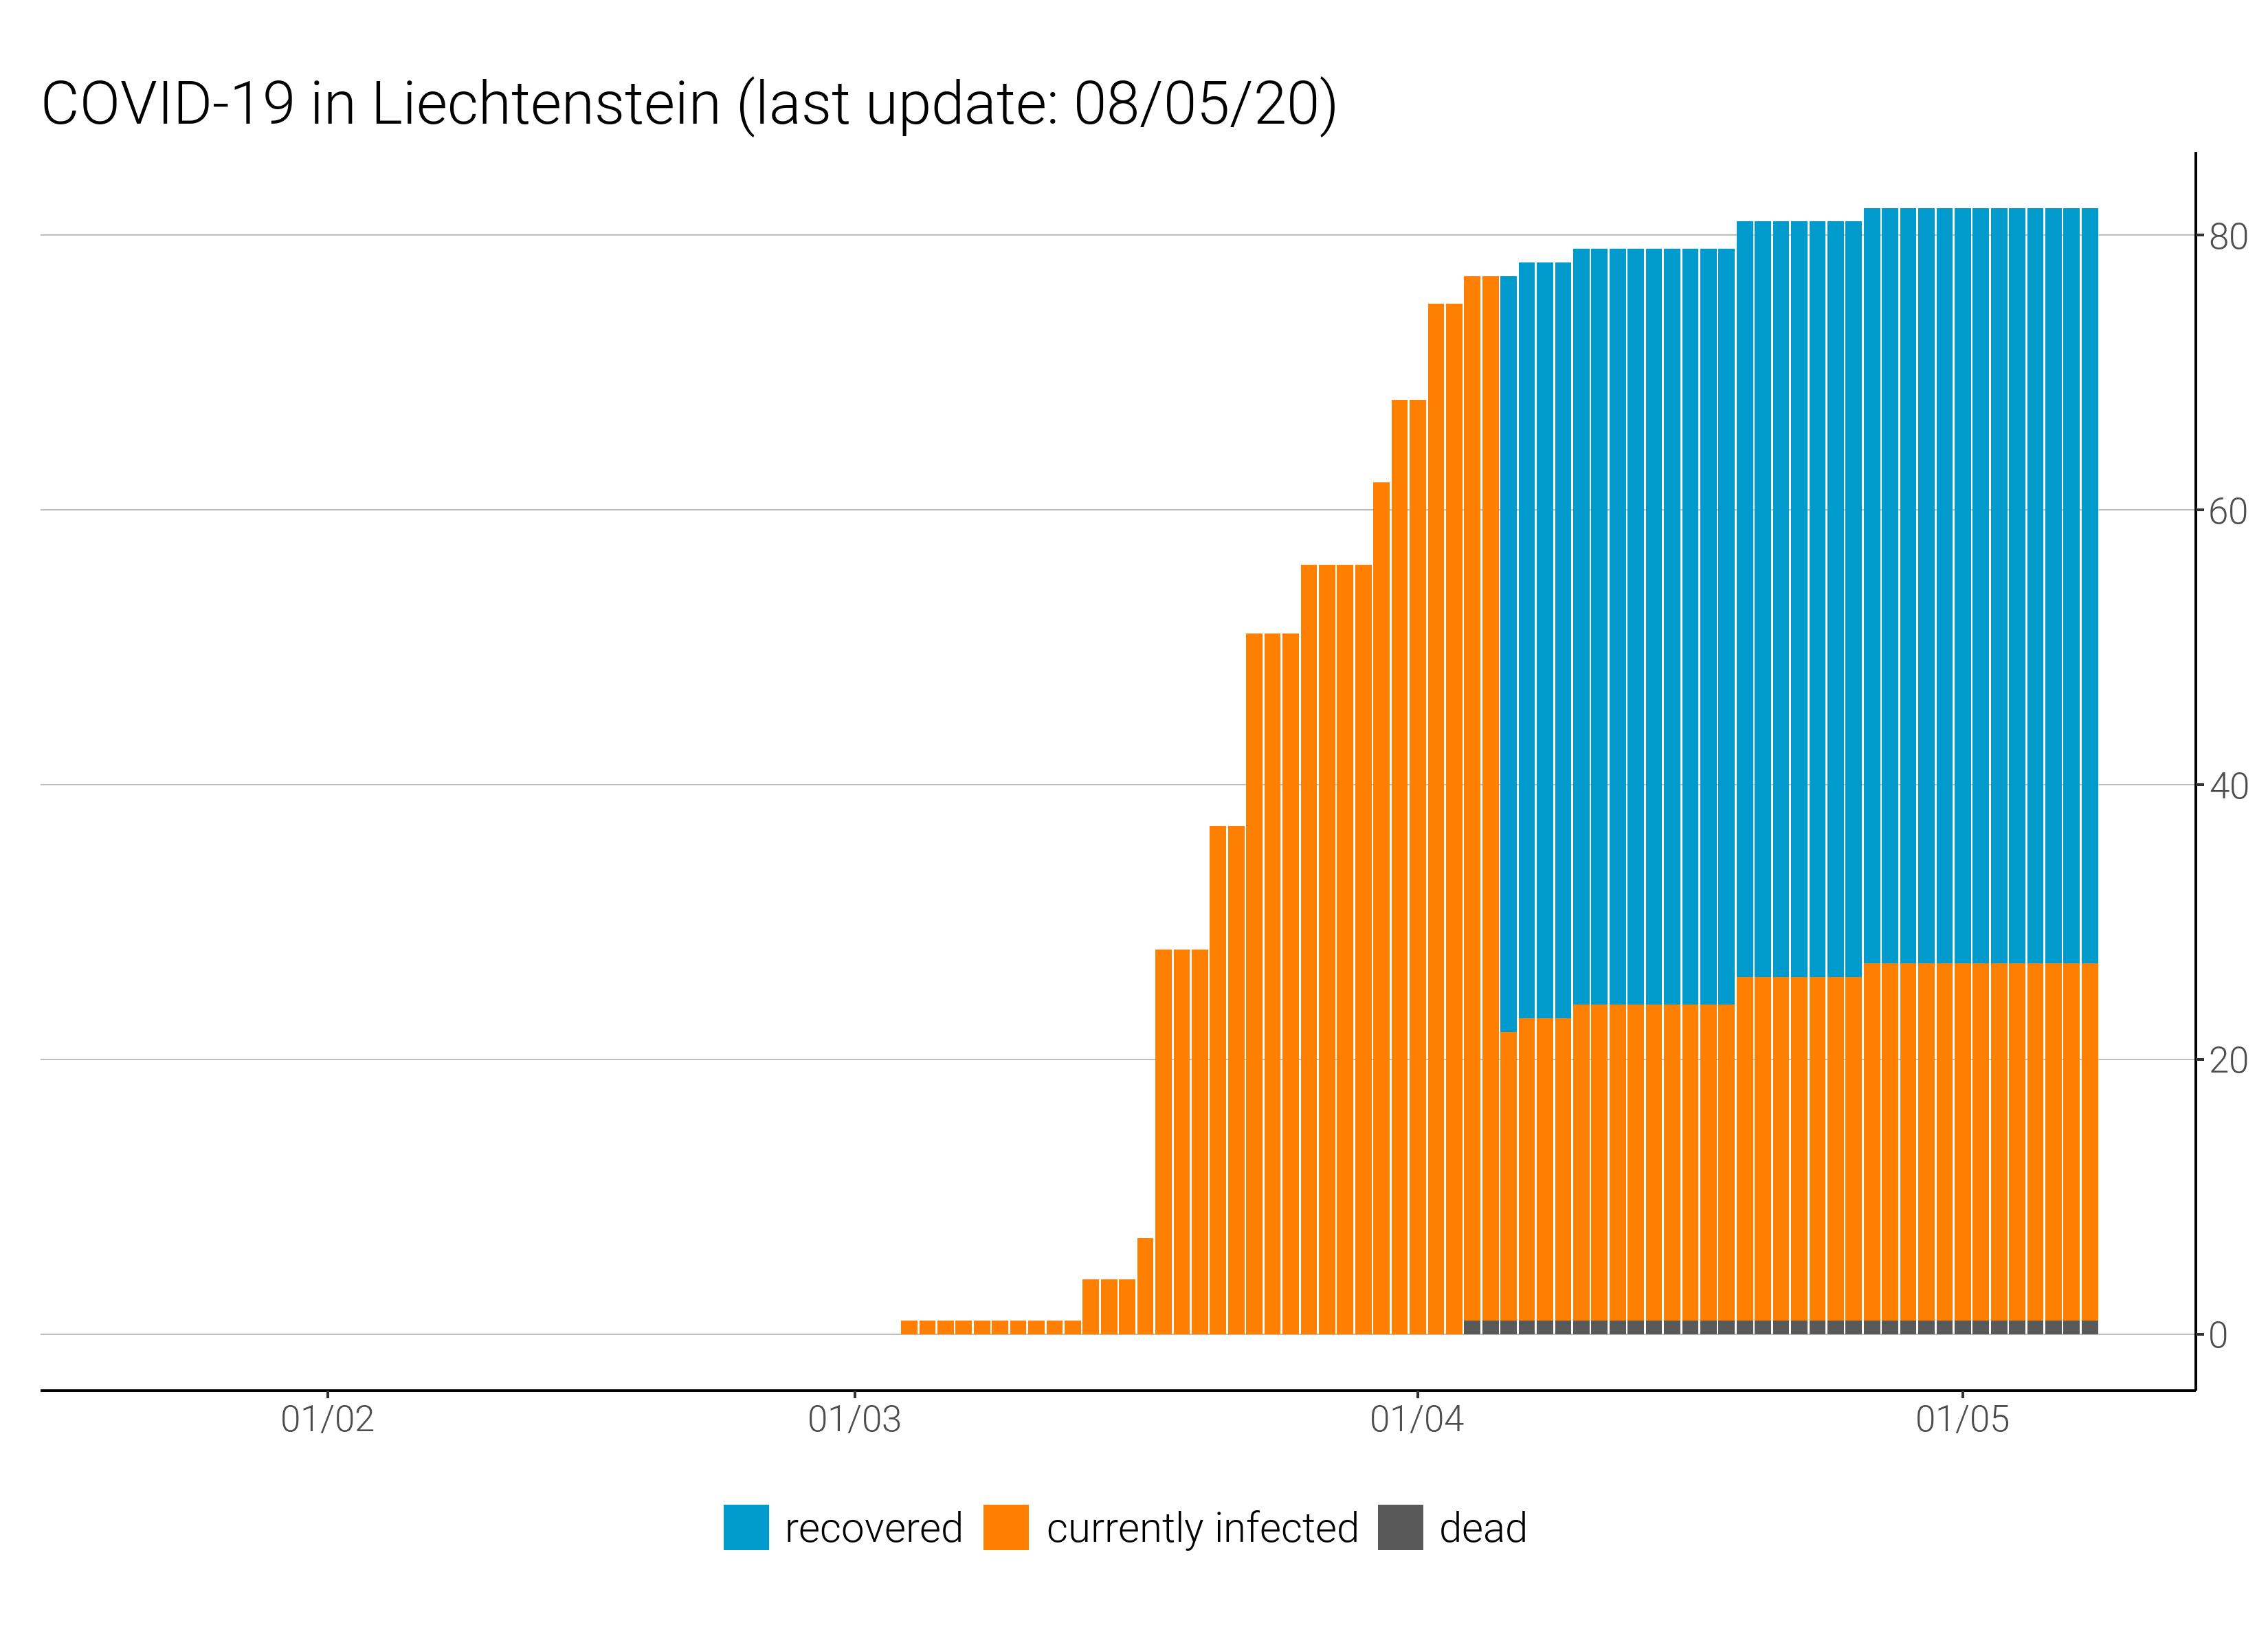 COVID-19 in Liechtenstein (last update: 08/05/20)
80
60
40
20
0
01/02 01/03 01/04 01/05
recovered currently infected dead